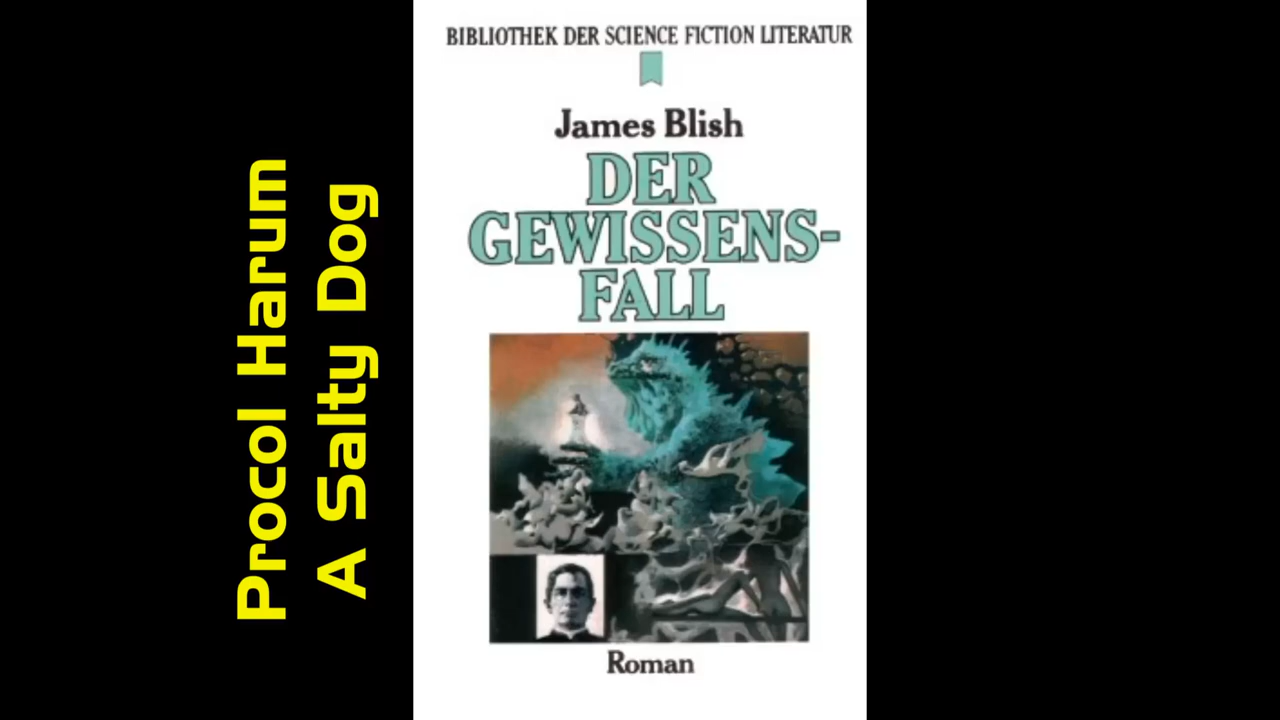 Procol Harum
A Salty Dog
BIBLIOTHEK DER SCIENCE FICTION LITERATUR
James Blish
DER
GEWISSENS-
FALL
Roman